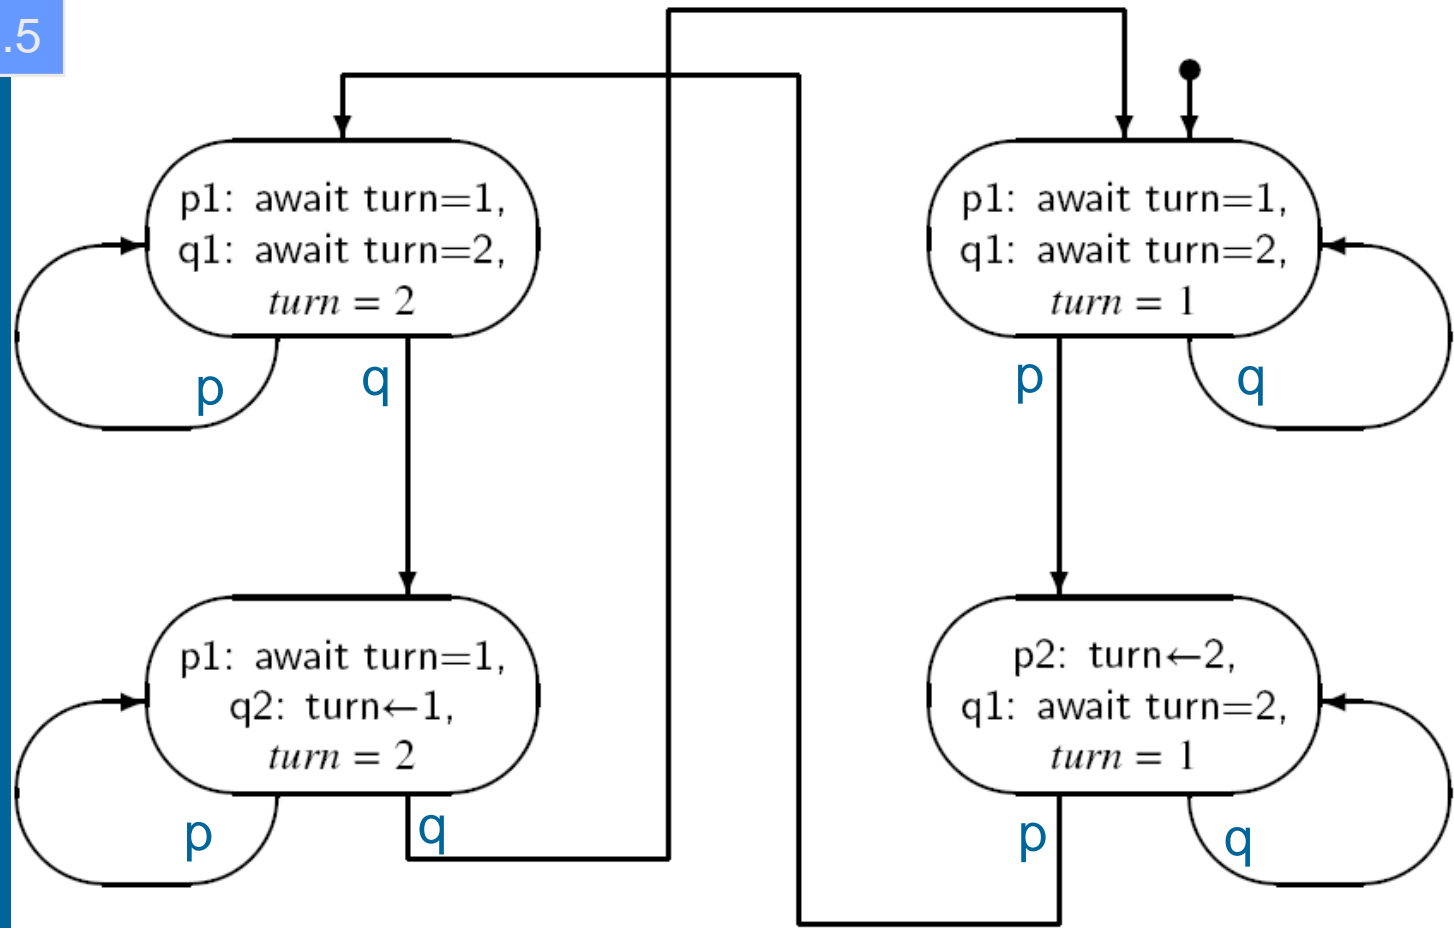 .5
p1: await turn=1,
q1: await turn=2,
turn = 2
p1: await turn=1,
q1: await turn=2,
turn = 1
p
q
p
q
p1: await turn=1,
q2: turn←1,
turn = 2
p2: turn←2,
q1: await turn=2,
turn = 1
p
q
p
q